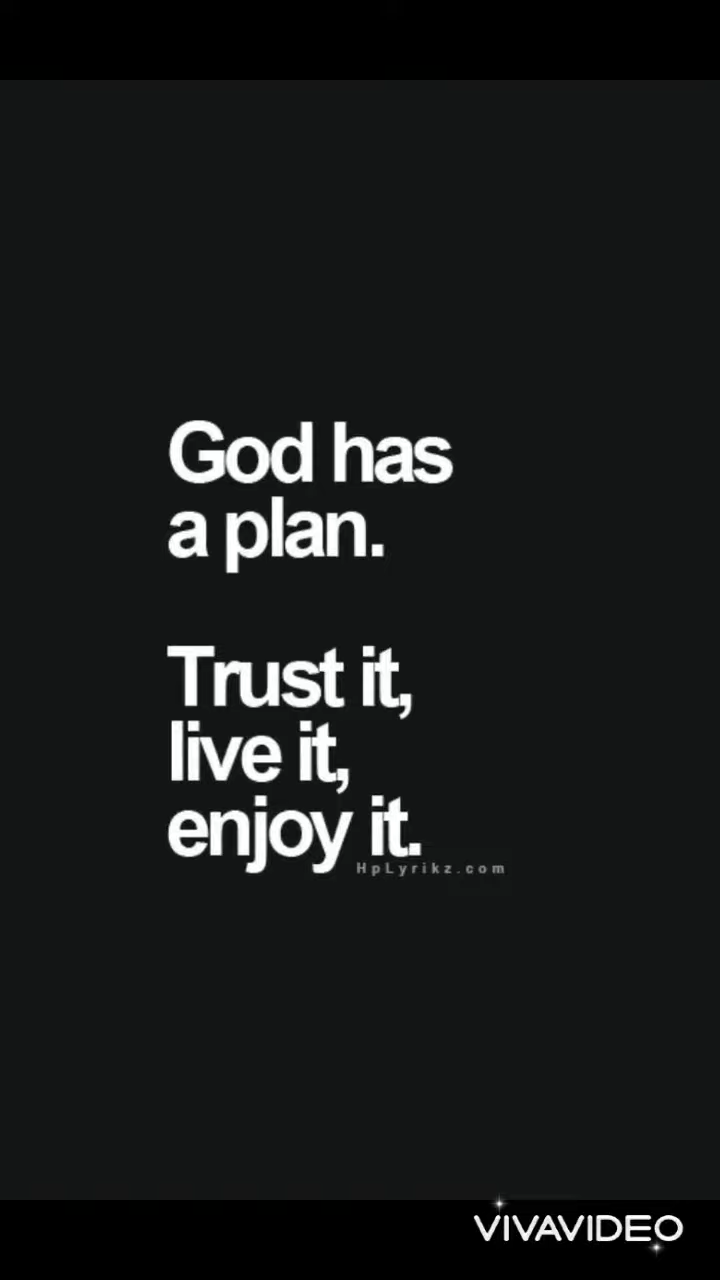 God has
a plan.
Trust it,
live it,
enjoy it.
HpLyrikz.com
VIVAVIDEO